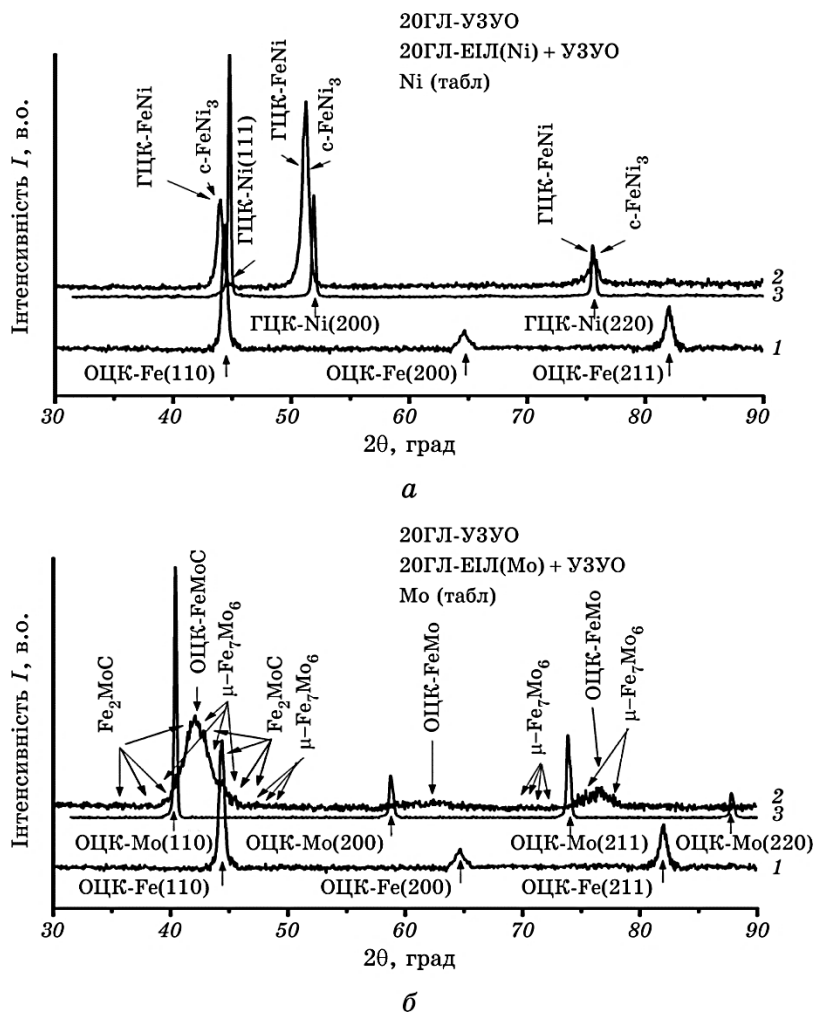 20ГЛ-УЗУО
20ГЛ-ЕІЛ(Ni) + УЗУО
Ni (табл)
Інтенсивність I, в.о.
ГЦК-FeNi
c-FeNi3
ГЦК-Ni(111)
ГЦК-FeNi
c-FeNi3
ГЦК-FeNi
c-FeNi3
2
3
ГЦК-Ni(200)
ГЦК-Ni(220)
1
ОЦК-Fe(110)
ОЦК-Fe(200)
ОЦК-Fe(211)
30 40 50 60 70 80 90
2θ, град
а
20ГЛ-УЗУО
20ГЛ-ЕІЛ(Mo) + УЗУО
Mo (табл)
Інтенсивність I, в.о.
Fe2MoC
ОЦК-FeMoC
μ–Fe7Mo6
Fe2MoC
μ–Fe7Mo6
ОЦК-FeMo
μ–Fe7Mo6
ОЦК-FeMo
μ–Fe7Mo6
2
3
ОЦК-Mo(110)
ОЦК-Mo(200)
ОЦК-Mo(211)
ОЦК-Mo(220)
1
ОЦК-Fe(110)
ОЦК-Fe(200)
ОЦК-Fe(211)
30 40 50 60 70 80 90
2θ, град
б